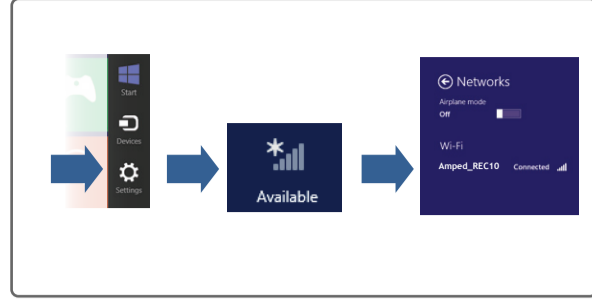 Start
Devices
Settings
Available
Networks
Airplane mode
Off
Wi-Fi
Amped_REC10 Connected